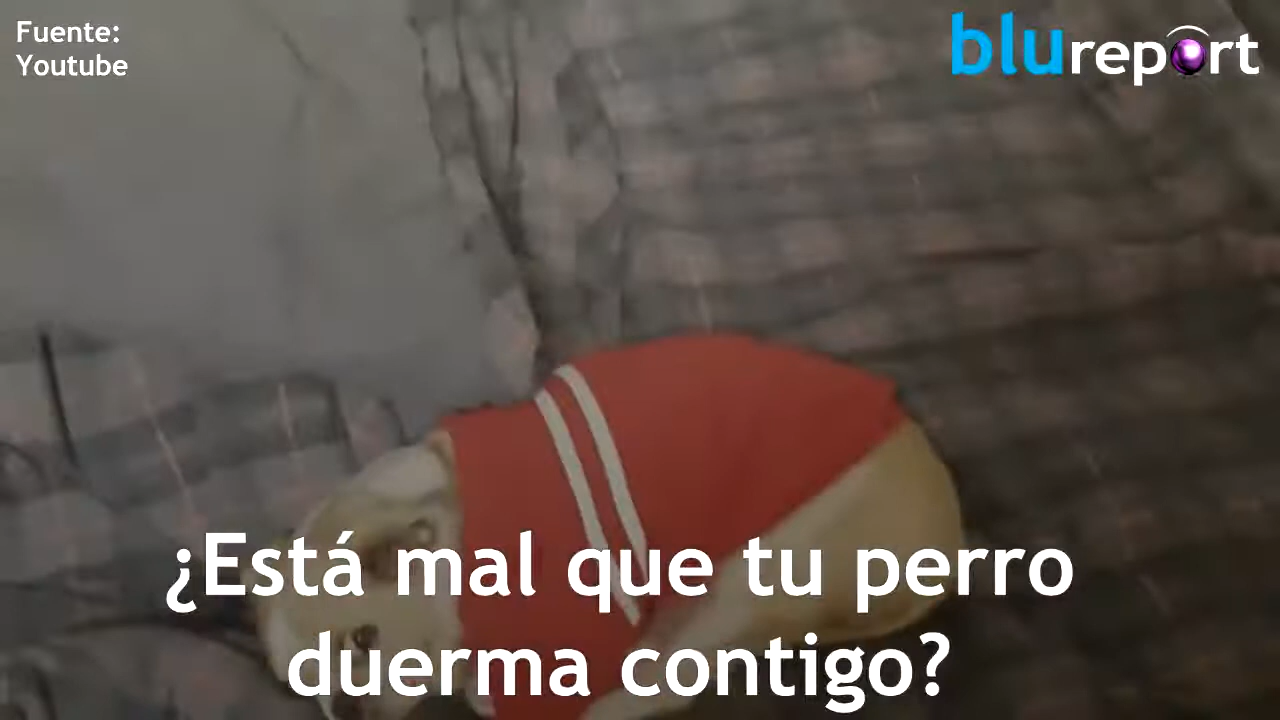 Fuente:
Youtube
blureport
¿Está mal que tu perro
duerma contigo?